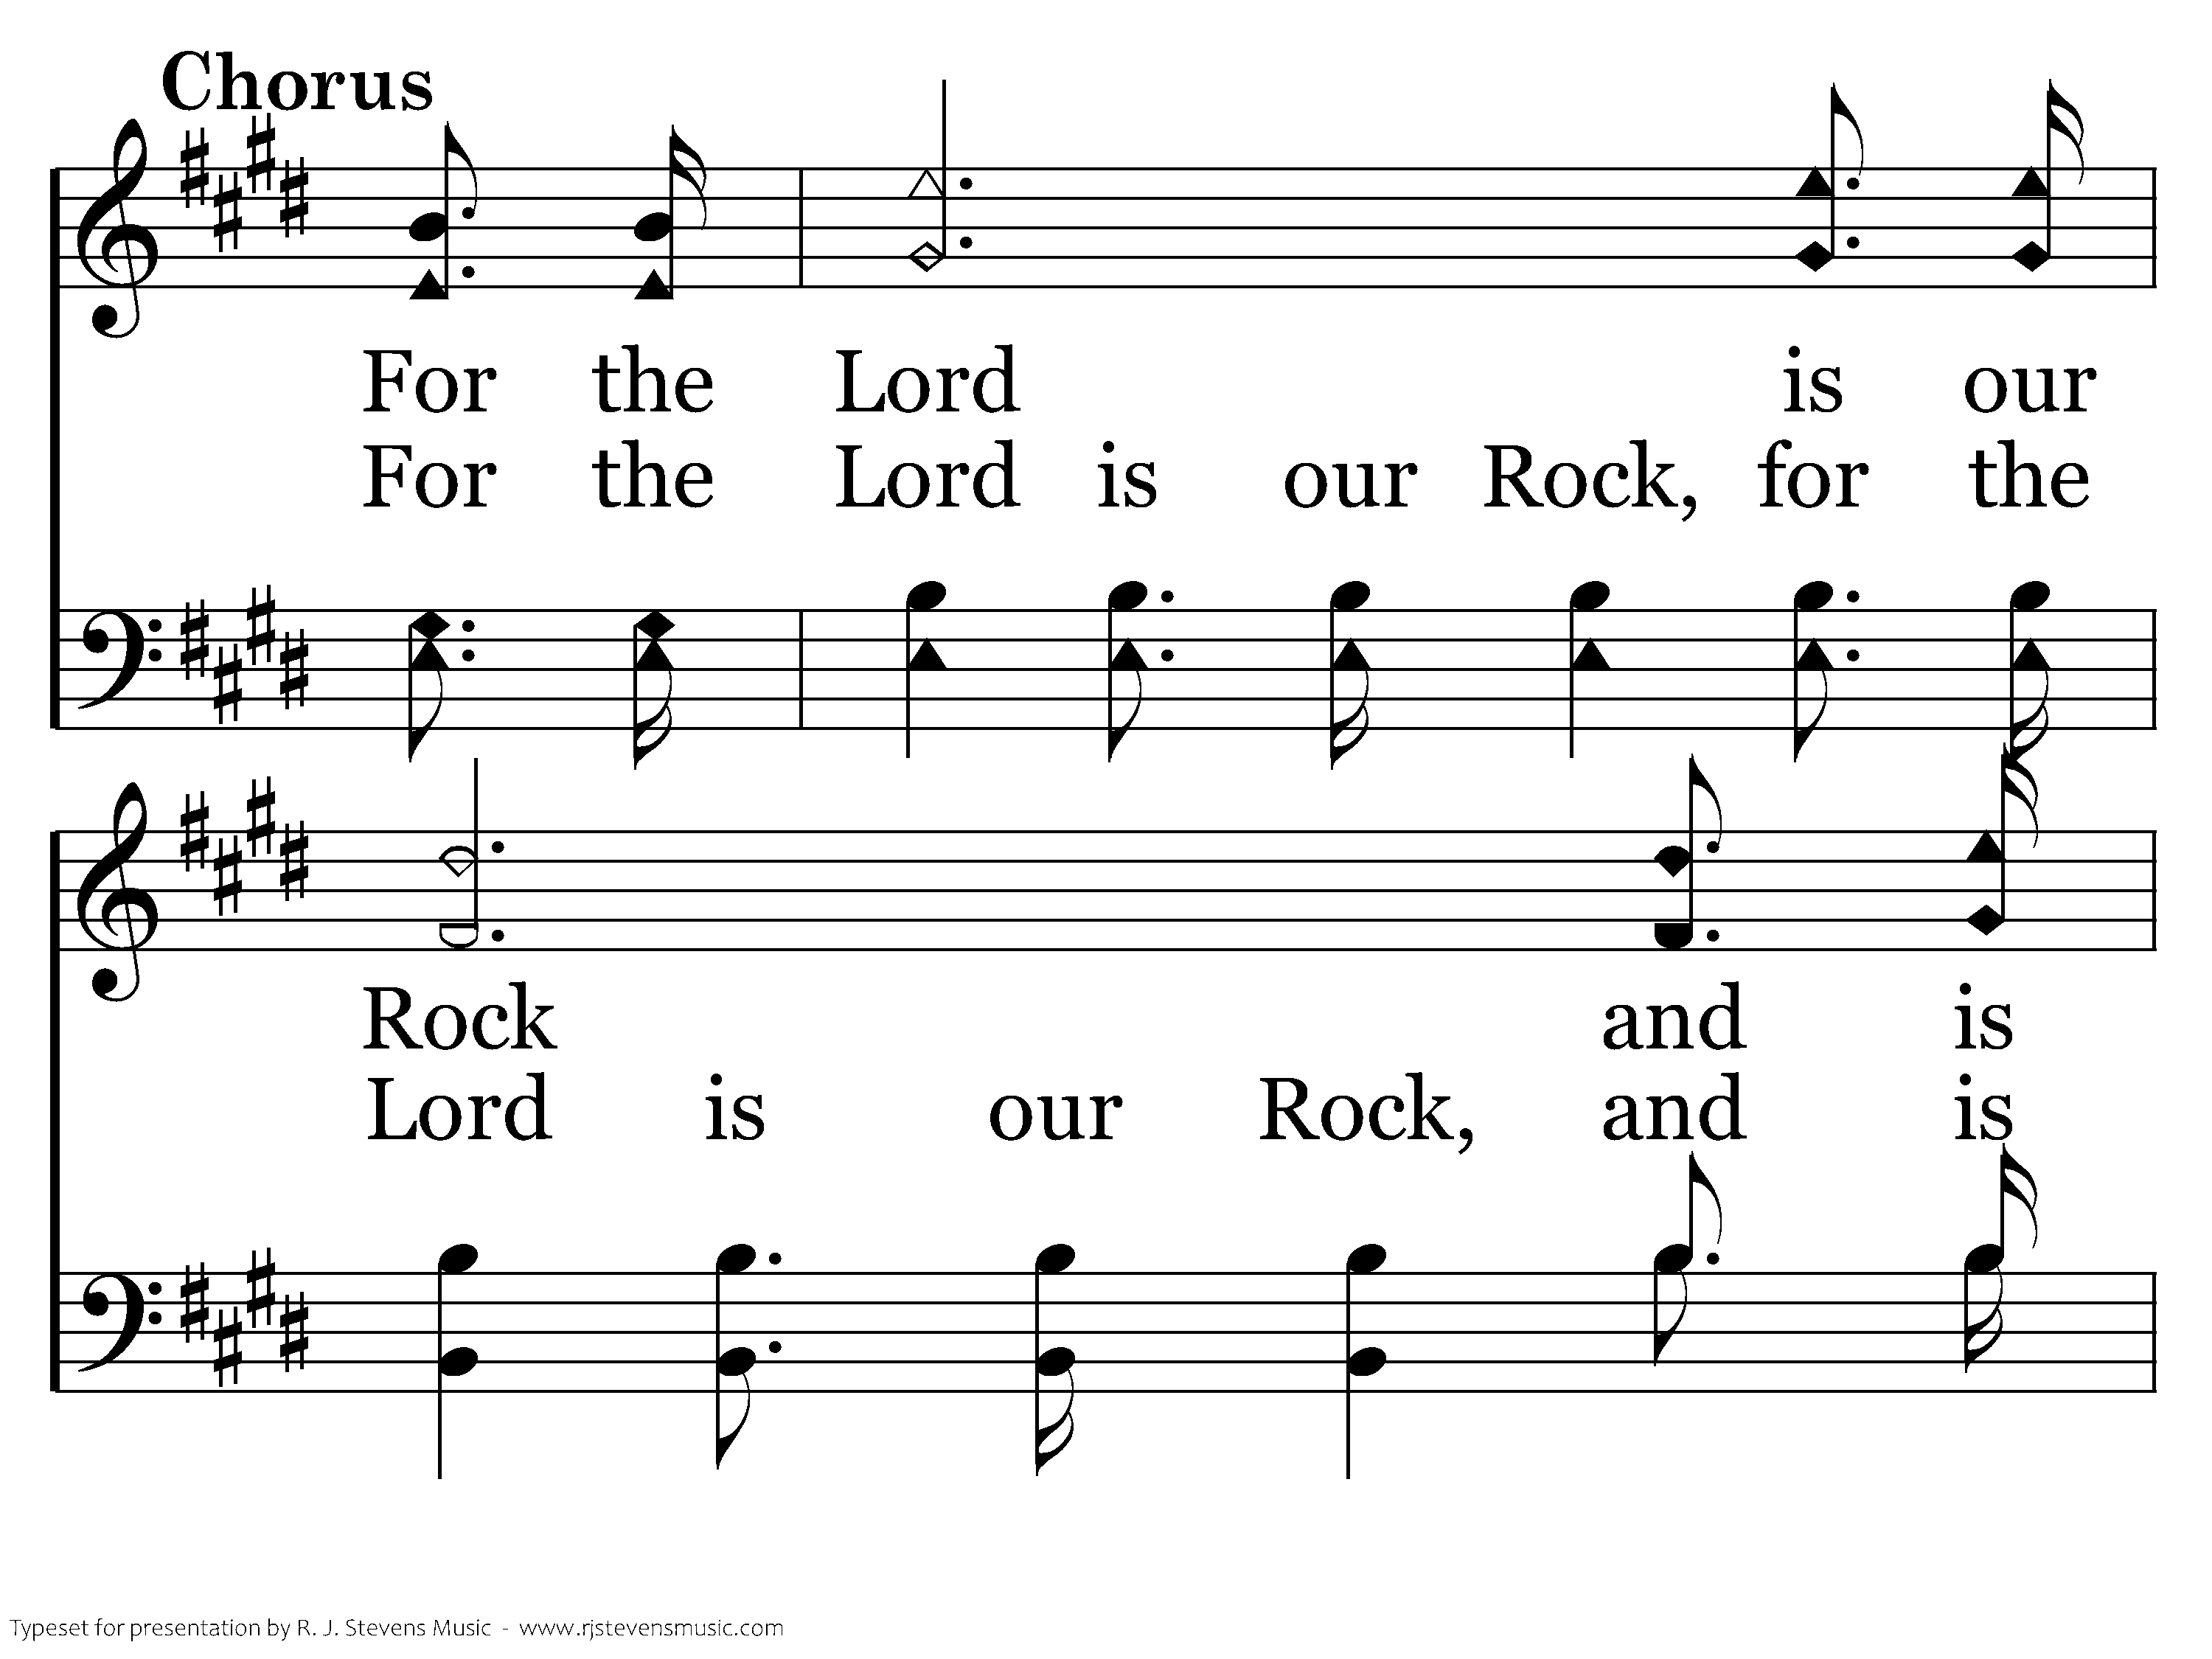 Chorus
For the Lord is our
For the Lord is our Rock, for the
Rock and is
Lord is our Rock, and is
Typeset for presentation by R. J. Stevens Music - www.rjstevensmusic.com